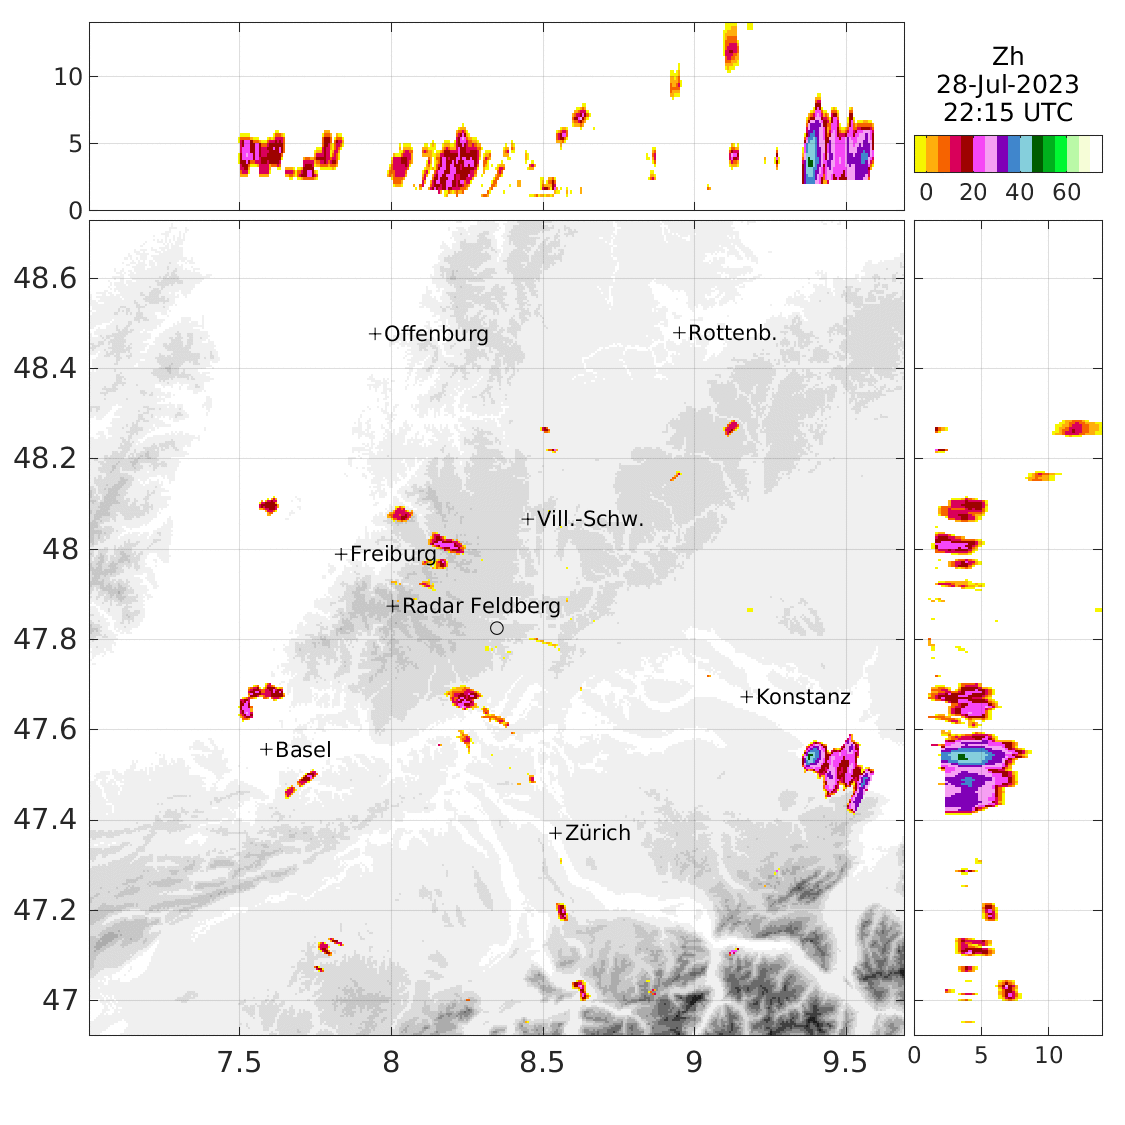 10
5
0
Zh
28-Jul-2023
22:15 UTC
0 20 40 60
48.6
48.4
48.2
48
47.8
47.6
47.4
47.2
47
+Offenburg
+Rottenb.
+Vill.-Schw.
+Freiburg
+Radar Feldberg
+Konstanz
+Basel
+Zürich
7.5 8 8.5 9 9.5
0 5 10